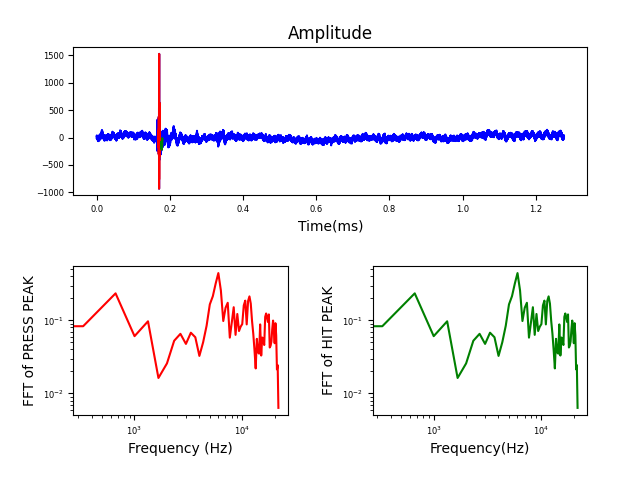 Amplitude
1500
1000
500
0
−500
−1000
0.0 0.2 0.4 0.6 0.8 1.0 1.2
Time(ms)
FFT of PRESS PEAK
10⁻¹
10⁻²
10³ 10⁴
Frequency (Hz)
FFT of HIT PEAK
10⁻¹
10⁻²
10³ 10⁴
Frequency(Hz)